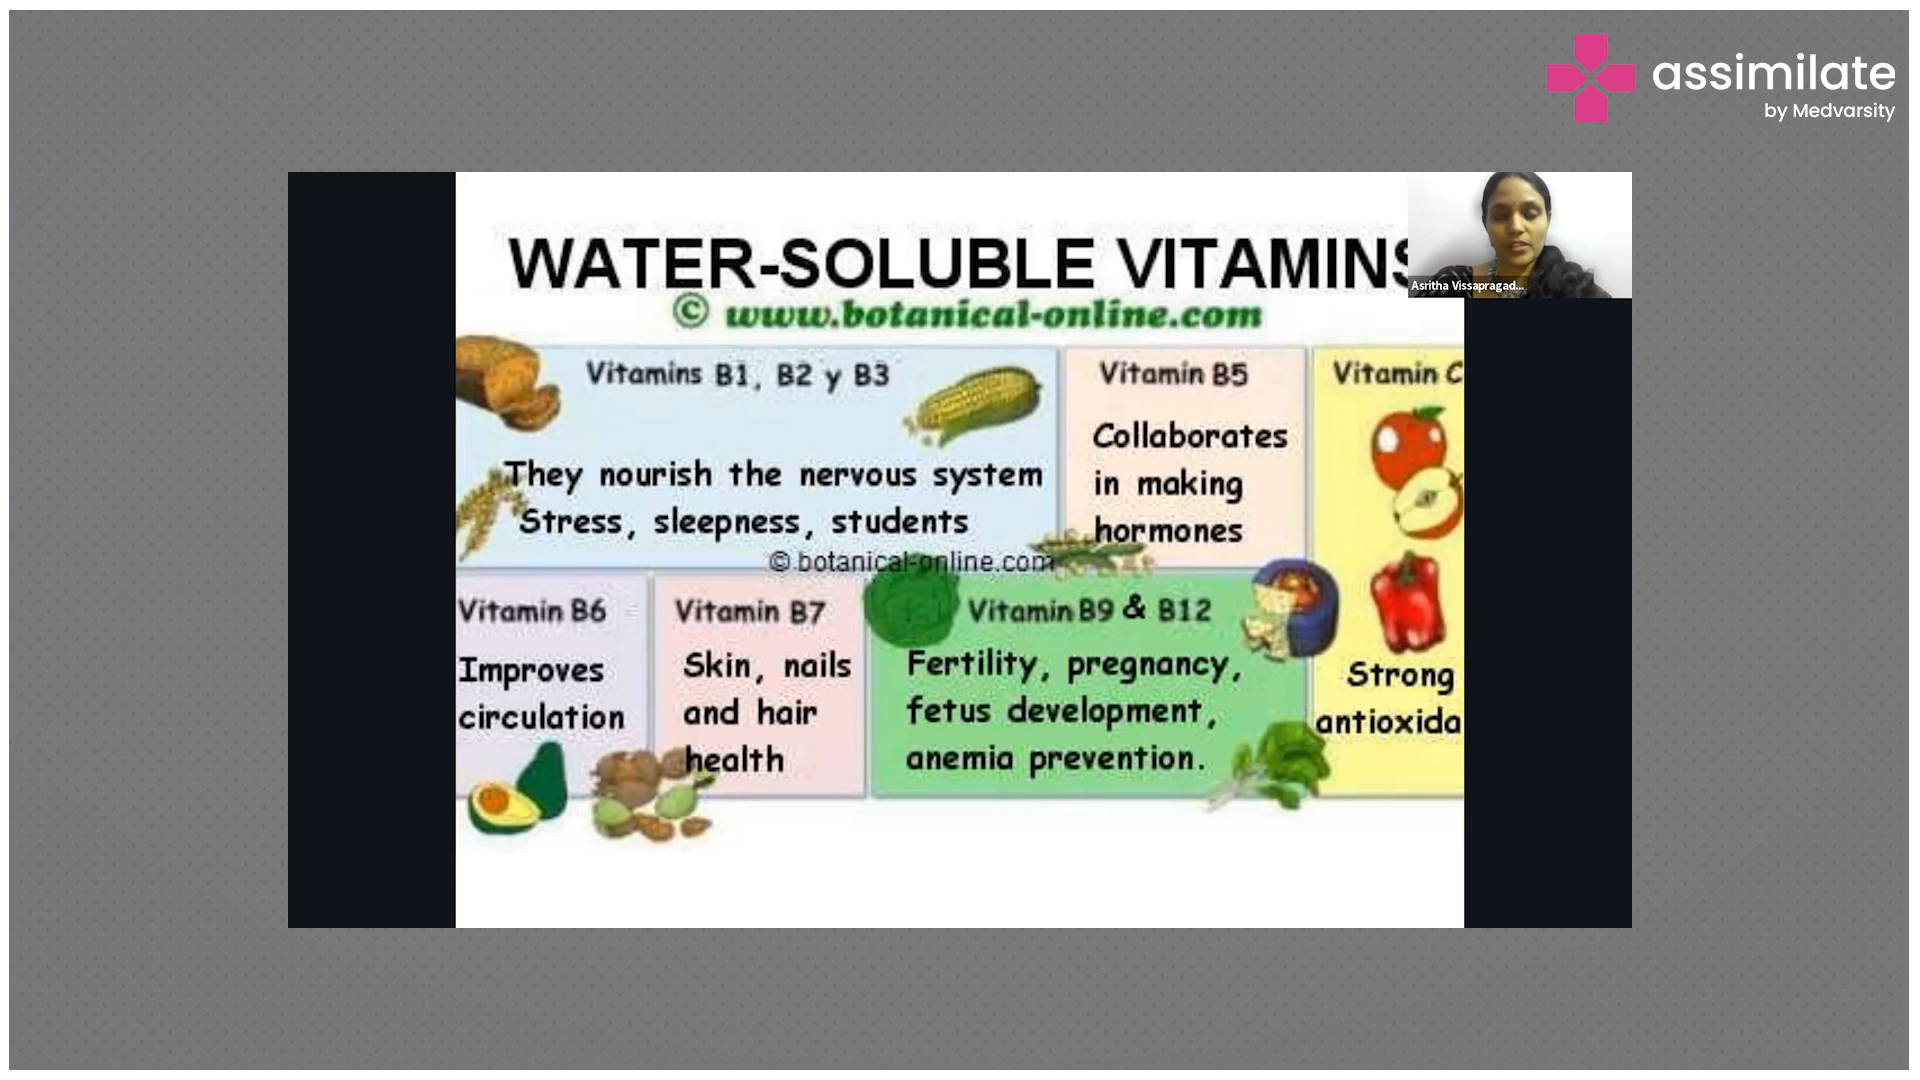 assimilate
by Medvarsity
WATER-SOLUBLE VITAMINS
© www.botanical-online.com
Asritha Vissapragad...
Vitamins B1, B2 y B3
They nourish the nervous system
Stress, sleepness, students
© botanical-online.com
Vitamin B5
Collaborates
in making
hormones
Vitamin C
Strong
antioxida
Vitamin B6
Improves
circulation
Vitamin B7
Skin, nails
and hair
health
Vitamin B9 & B12
Fertility, pregnancy,
fetus development,
anemia prevention.